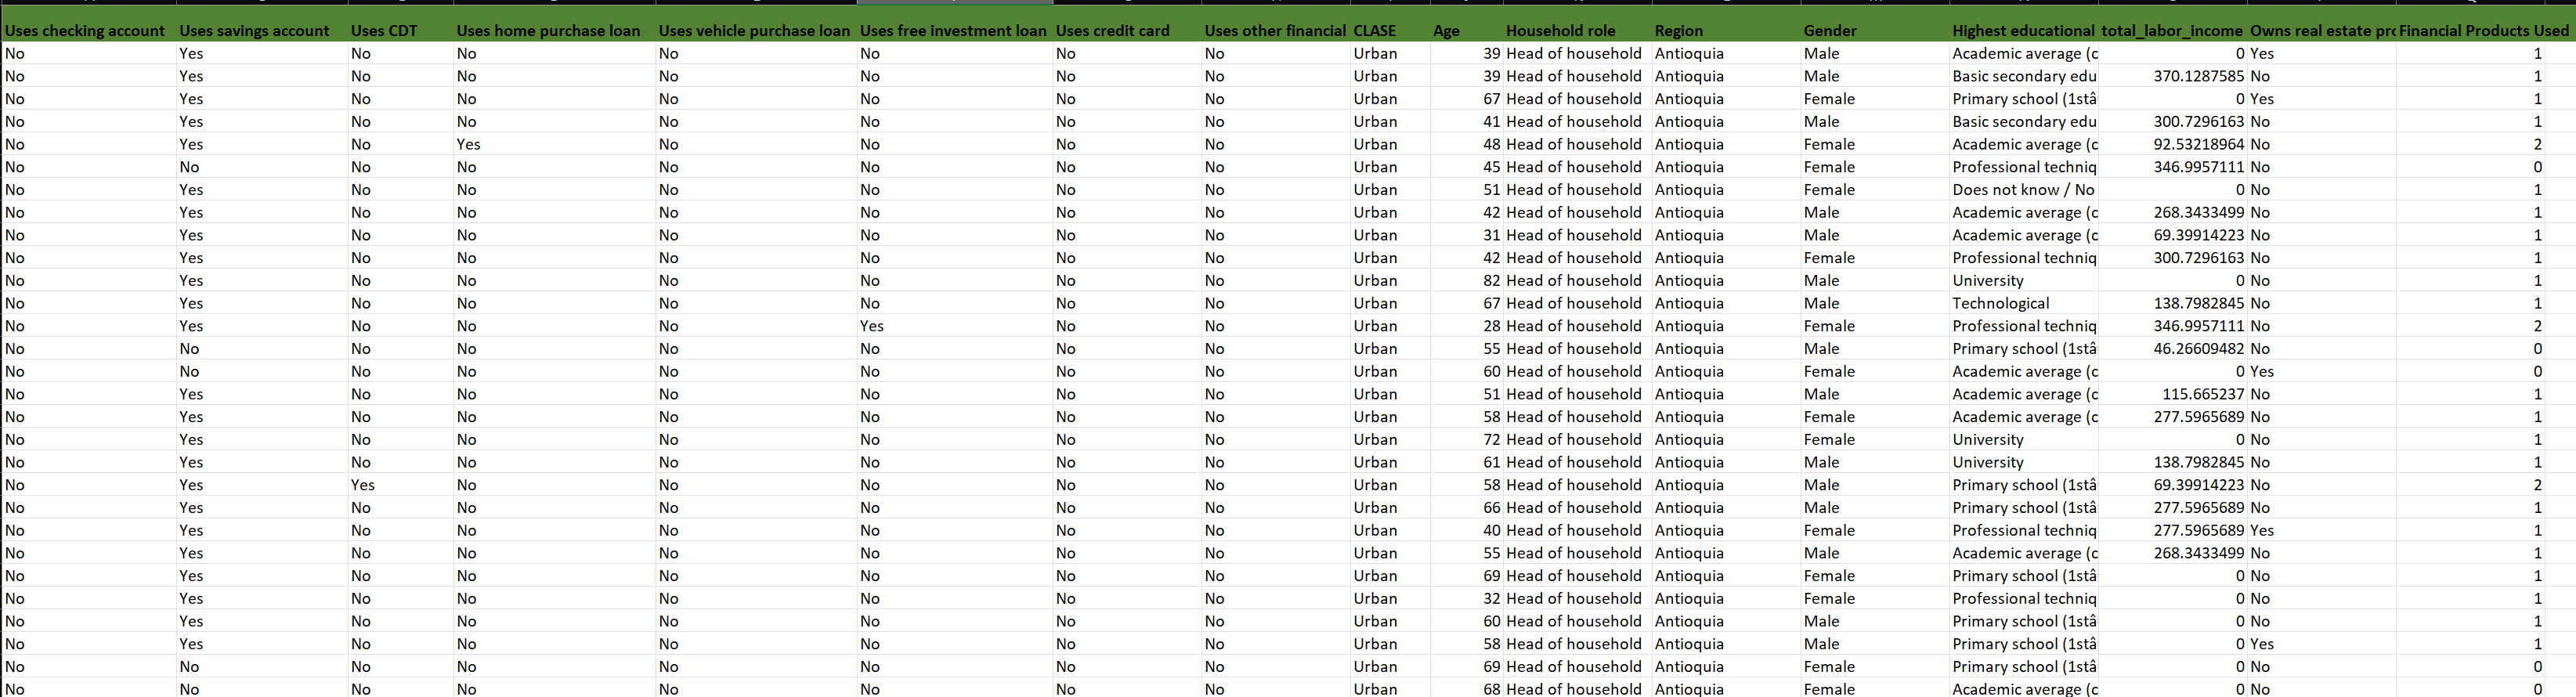 Uses checking account Uses savings account Uses CDT Uses home purchase loan Uses vehicle purchase loan Uses free investment loan Uses credit card Uses other financial CLASE Age Household role Region Gender Highest educational total_labor_income Owns real estate pro Financial Products Used
No Yes No No No No No No Urban 39 Head of household Antioquia Male Academic average (c 0 Yes 1
No Yes No No No No No No Urban 39 Head of household Antioquia Male Basic secondary edu 370.1287585 No 1
No Yes No No No No No No Urban 67 Head of household Antioquia Female Primary school (1stâ 0 Yes 1
No Yes No No No No No No Urban 41 Head of household Antioquia Male Basic secondary edu 300.7296163 No 1
No Yes No Yes No No No No Urban 48 Head of household Antioquia Female Academic average (c 92.53218964 No 2
No No No No No No No No Urban 45 Head of household Antioquia Female Professional techniq 346.9957111 No 0
No Yes No No No No No No Urban 51 Head of household Antioquia Female Does not know / No 0 No 1
No Yes No No No No No No Urban 42 Head of household Antioquia Male Academic average (c 268.3433499 No 1
No Yes No No No No No No Urban 31 Head of household Antioquia Male Academic average (c 69.39914223 No 1
No Yes No No No No No No Urban 42 Head of household Antioquia Female Professional techniq 300.7296163 No 1
No Yes No No No No No No Urban 82 Head of household Antioquia Male University 0 No 1
No Yes No No No No No No Urban 67 Head of household Antioquia Male Technological 138.7982845 No 1
No Yes No No No Yes No No Urban 28 Head of household Antioquia Female Professional techniq 346.9957111 No 2
No No No No No No No No Urban 55 Head of household Antioquia Male Primary school (1stâ 46.26609482 No 0
No No No No No No No No Urban 60 Head of household Antioquia Female Academic average (c 0 Yes 0
No Yes No No No No No No Urban 51 Head of household Antioquia Male Academic average (c 115.665237 No 1
No Yes No No No No No No Urban 58 Head of household Antioquia Female Academic average (c 277.5965689 No 1
No Yes No No No No No No Urban 72 Head of household Antioquia Female University 0 No 1
No Yes No No No No No No Urban 61 Head of household Antioquia Male University 138.7982845 No 1
No Yes Yes No No No No No Urban 58 Head of household Antioquia Male Primary school (1stâ 69.39914223 No 2
No Yes No No No No No No Urban 66 Head of household Antioquia Male Primary school (1stâ 277.5965689 No 1
No Yes No No No No No No Urban 40 Head of household Antioquia Female Professional techniq 277.5965689 Yes 1
No Yes No No No No No No Urban 55 Head of household Antioquia Male Academic average (c 268.3433499 No 1
No Yes No No No No No No Urban 69 Head of household Antioquia Female Primary school (1stâ 0 No 1
No Yes No No No No No No Urban 32 Head of household Antioquia Female Professional techniq 0 No 1
No Yes No No No No No No Urban 60 Head of household Antioquia Male Primary school (1stâ 0 No 1
No Yes No No No No No No Urban 58 Head of household Antioquia Male Primary school (1stâ 0 Yes 1
No No No No No No No No Urban 69 Head of household Antioquia Female Primary school (1stâ 0 No 0
No No No No No No No No Urban 68 Head of household Antioquia Female Academic average (c 0 No 0